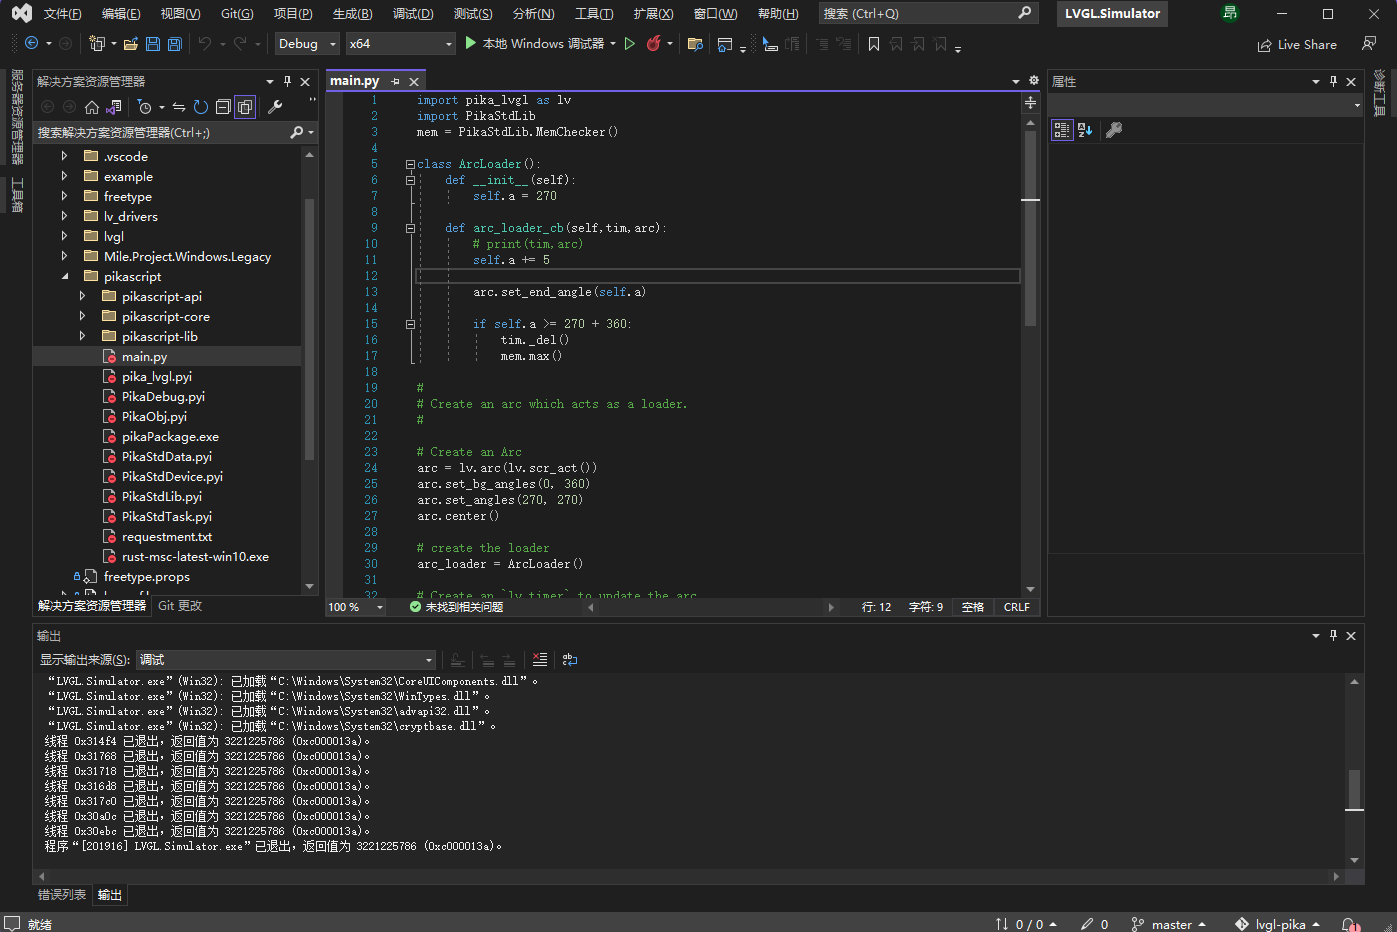 文件(F) 编辑(E) 视图(V) Git(G) 项目(P) 生成(B) 调试(D) 测试(S) 分析(N) 工具(T) 扩展(X) 窗口(W) 帮助(H) 搜索 (Ctrl+Q) LVGL.Simulator 昂
Debug x64 本地 Windows 调试器 Live Share
服务器资源管理器
工具箱
解决方案资源管理器
搜索解决方案资源管理器(Ctrl+;)
.vscode
example
freetype
lv_drivers
lvgl
Mile.Project.Windows.Legacy
pikascript
pikascript-api
pikascript-core
pikascript-lib
main.py
pika_lvgl.pyi
PikaDebug.pyi
PikaObj.pyi
pikaPackage.exe
PikaStdData.pyi
PikaStdDevice.pyi
PikaStdLib.pyi
PikaStdTask.pyi
requestment.txt
rust-msc-latest-win10.exe
freetype.props
解决方案资源管理器 Git 更改
main.py
1 import pika_lvgl as lv
2 import PikaStdLib
3 mem = PikaStdLib.MemChecker()
4
5 class ArcLoader():
6 def __init__(self):
7 self.a = 270
8
9 def arc_loader_cb(self,tim,arc):
10 # print(tim,arc)
11 self.a += 5
12
13 arc.set_end_angle(self.a)
14
15 if self.a >= 270 + 360:
16 tim._del()
17 mem.max()
18
19 #
20 # Create an arc which acts as a loader.
21 #
22
23 # Create an Arc
24 arc = lv.arc(lv.scr_act())
25 arc.set_bg_angles(0, 360)
26 arc.set_angles(270, 270)
27 arc.center()
28
29 # create the loader
30 arc_loader = ArcLoader()
31
32 # Create an `lv_timer` to update the arc.
100 % 未找到相关问题 行: 12 字符: 9 空格 CRLF
属性
诊断工具
输出
显示输出来源(S): 调试
“LVGL.Simulator.exe”(Win32): 已加载“C:\Windows\System32\CoreUIComponents.dll”。
“LVGL.Simulator.exe”(Win32): 已加载“C:\Windows\System32\WinTypes.dll”。
“LVGL.Simulator.exe”(Win32): 已加载“C:\Windows\System32\advapi32.dll”。
“LVGL.Simulator.exe”(Win32): 已加载“C:\Windows\System32\cryptbase.dll”。
线程 0x314f4 已退出，返回值为 3221225786 (0xc000013a)。
线程 0x31768 已退出，返回值为 3221225786 (0xc000013a)。
线程 0x31718 已退出，返回值为 3221225786 (0xc000013a)。
线程 0x316d8 已退出，返回值为 3221225786 (0xc000013a)。
线程 0x317c0 已退出，返回值为 3221225786 (0xc000013a)。
线程 0x30a0c 已退出，返回值为 3221225786 (0xc000013a)。
线程 0x30ebc 已退出，返回值为 3221225786 (0xc000013a)。
程序“[201916] LVGL.Simulator.exe”已退出，返回值为 3221225786 (0xc000013a)。
错误列表 输出
就绪 0 / 0 0 master lvgl-pika 1